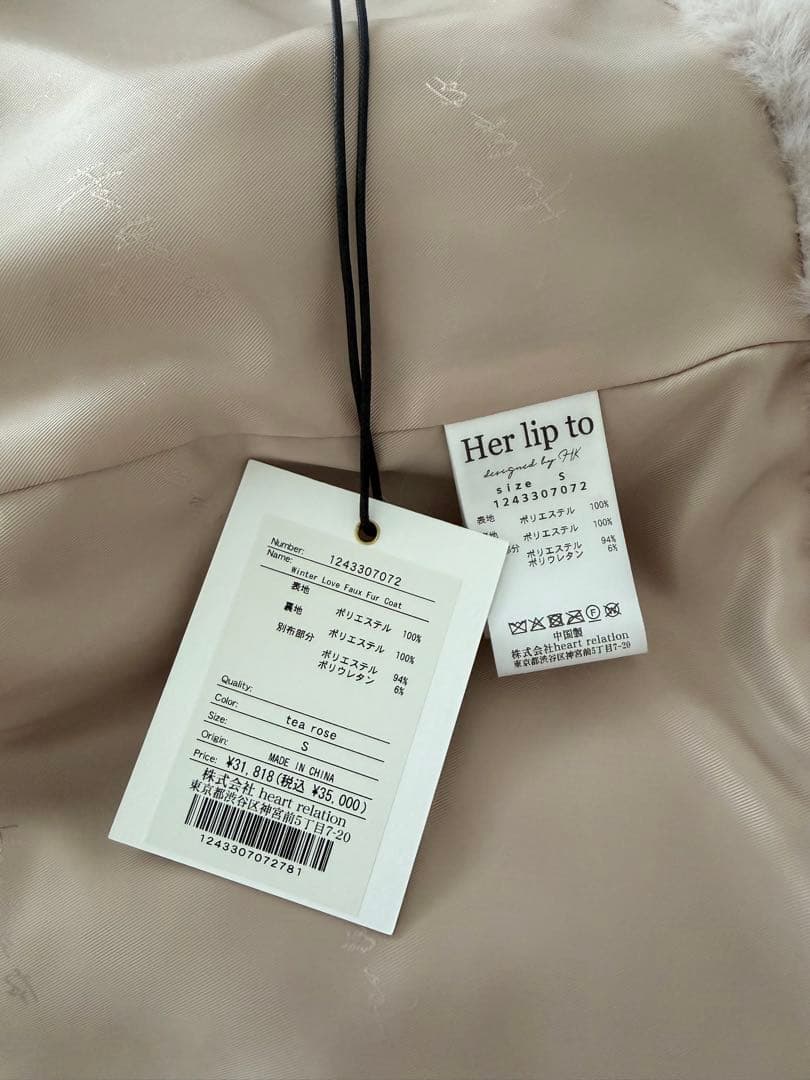 Her lip to
designed by HK
size S
1243307072
表地 ポリエステル 100%
ポリエステル 100%
ポリエステル 94%
ポリウレタン 6%
中国製
株式会社heart relation
東京都渋谷区神宮前5丁目7-20
Number: 1243307072
Name: Winter Love Faux Fur Coat
表地 ポリエステル 100%
裏地 ポリエステル 100%
別布部分 ポリエステル 94%
ポリウレタン 6%
Quality:
Color: tea rose
Size: S
Origin: MADE IN CHINA
Price: ¥31,818(税込 ¥35,000)
株式会社 heart relation
東京都渋谷区神宮前5丁目7-20
1243307072781